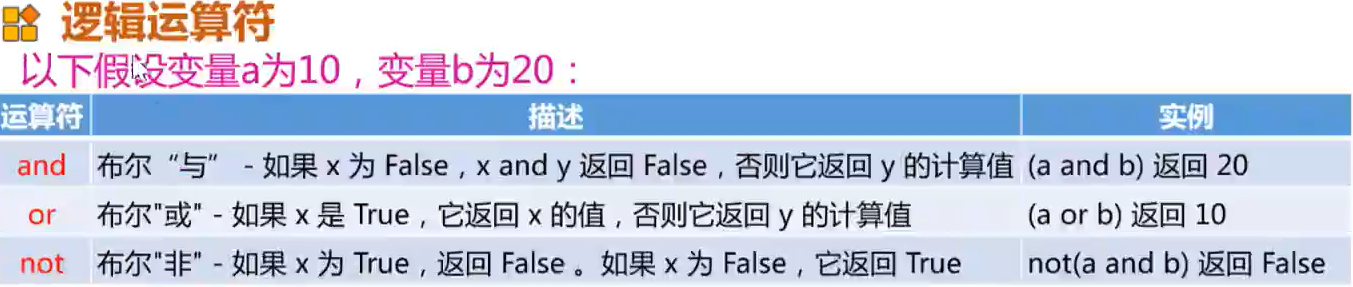 逻辑运算符
以下假设变量a为10，变量b为20：
运算符 描述 实例
and 布尔“与” - 如果 x 为 False，x and y 返回 False，否则它返回 y 的计算值 (a and b) 返回 20
or 布尔"或" - 如果 x 是 True，它返回 x 的值，否则它返回 y 的计算值 (a or b) 返回 10
not 布尔"非" - 如果 x 为 True，返回 False 。如果 x 为 False，它返回 True not(a and b) 返回 False